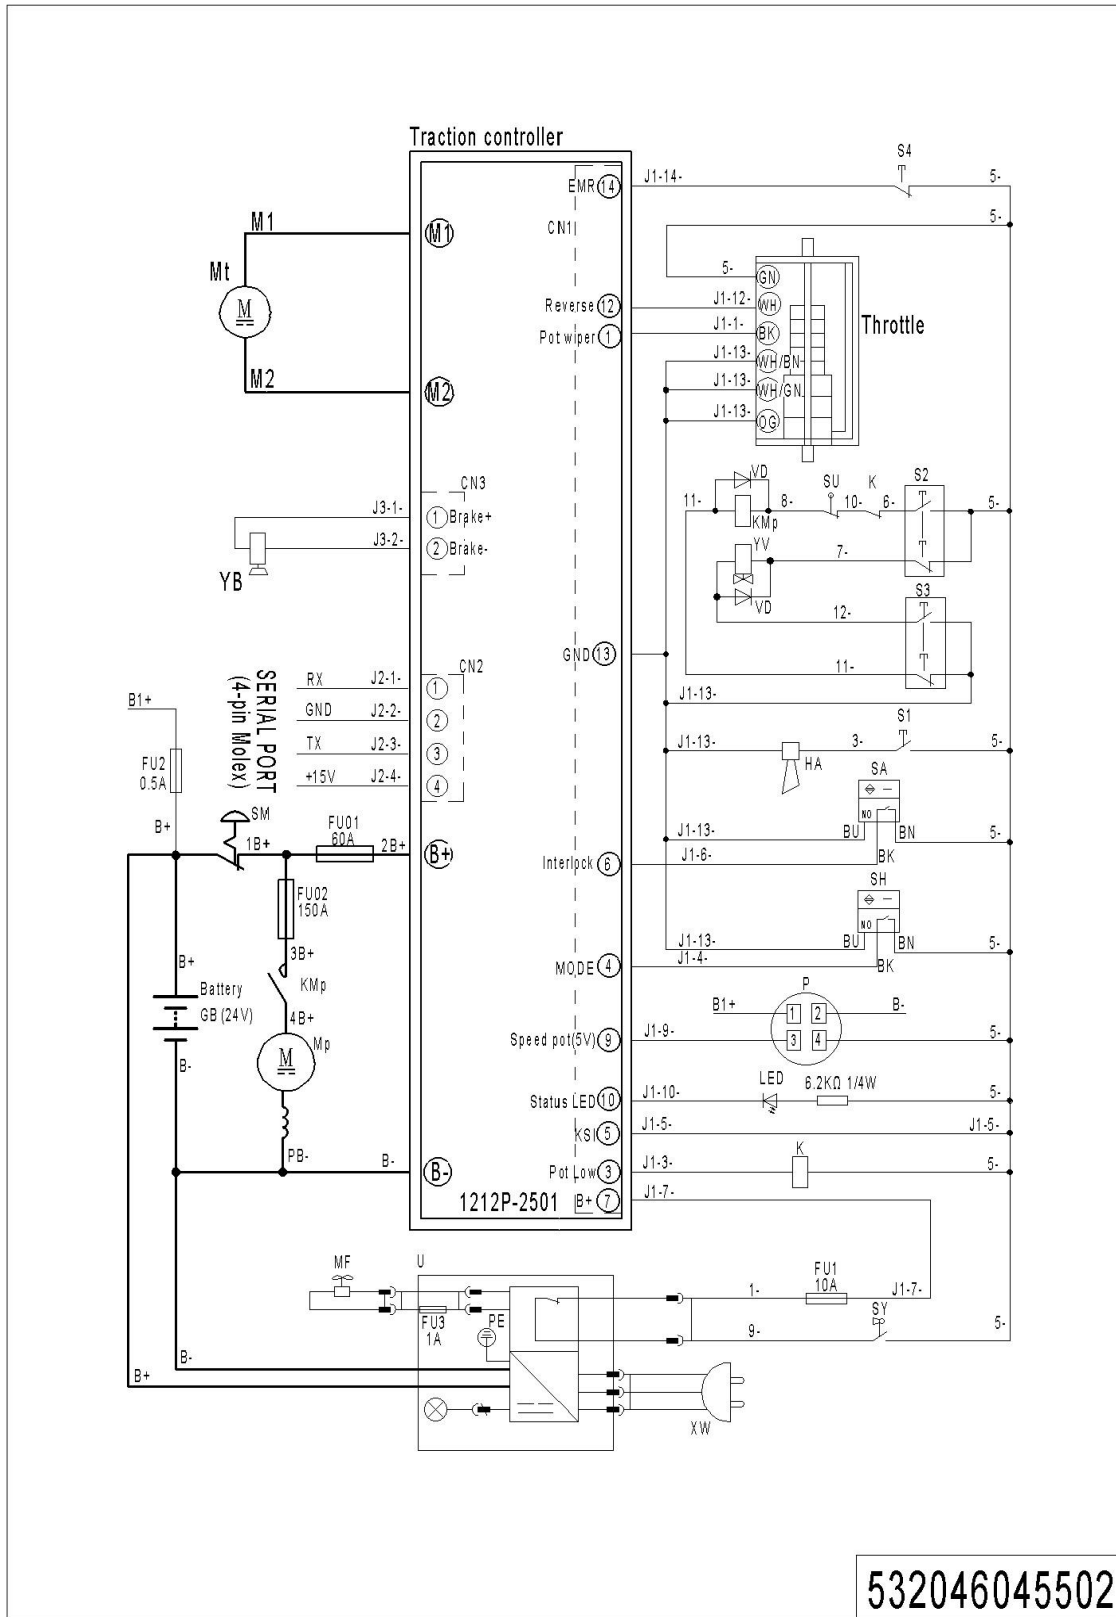 Traction controller
S4
EMR 14 J1-14- 5-
M1 CN1 5-
M1
Mt 5- GN
M J1-12- WH
Reverse 12 J1-1- BK Throttle
Pot wiper 1 J1-13- WH/BN
M2 J1-13- WH/GN
M2 J1-13- OG
VD SU K S2
CN3 11- 8- 10- 6- 5-
J3-1- 1 Brake+ KMp
J3-2- 2 Brake- YV 7-
YB VD S3
12-
GND 13 11-
CN2 J1-13-
SERIAL PORT
(4-pin Molex)
RX J2-1- 1
GND J2-2- 2
TX J2-3- 3
+15V J2-4- 4
B1+
FU2
0.5A
S1
J1-13- HA 3- 5-
SA
NO
J1-13- BU BN 5-
B+ SM
1B+ FU01
60A 2B+ B+
Interlock 6 J1-6- BK
FU02
150A
SH
NO
J1-13- BU BN 5-
3B+
MODE 4 J1-4- BK
B+ Battery
GB(24V)
KMp
4B+
P
B1+ 1 2 B-
Mp
M
Speed pot(5V) 9 J1-9- 3 4 5-
B-
LED 6.2KΩ 1/4W
Status LED 10 J1-10- 5-
KSI 5 J1-5- J1-5-
PB- B- B- K
Pot Low 3 J1-3- 5-
B+ 7 J1-7-
1212P-2501
MF U FU1
1- 10A J1-7-
FU3
1A
PE
SY
9- 5-
B-
B+
XW
532046045502